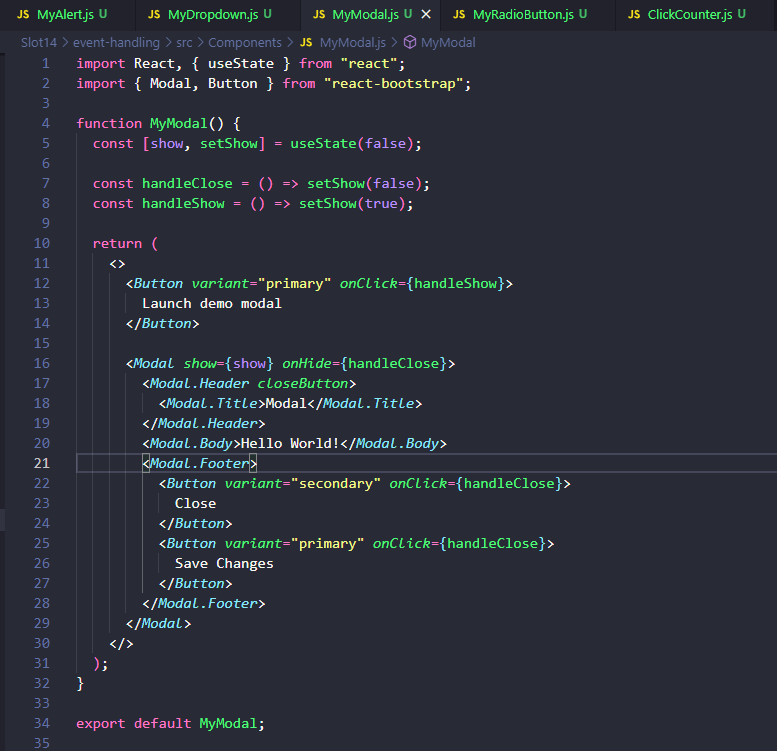 JS MyAlert.js U JS MyDropdown.js U JS MyModal.js U × JS MyRadioButton.js U JS ClickCounter.js U
Slot14 > event-handling > src > Components > JS MyModal.js > MyModal
1 import React, { useState } from "react";
2 import { Modal, Button } from "react-bootstrap";
3
4 function MyModal() {
5   const [show, setShow] = useState(false);
6
7   const handleClose = () => setShow(false);
8   const handleShow = () => setShow(true);
9
10   return (
11     <>
12       <Button variant="primary" onClick={handleShow}>
13         Launch demo modal
14       </Button>
15
16       <Modal show={show} onHide={handleClose}>
17         <Modal.Header closeButton>
18           <Modal.Title>Modal</Modal.Title>
19         </Modal.Header>
20         <Modal.Body>Hello World!</Modal.Body>
21         <Modal.Footer>
22           <Button variant="secondary" onClick={handleClose}>
23             Close
24           </Button>
25           <Button variant="primary" onClick={handleClose}>
26             Save Changes
27           </Button>
28         </Modal.Footer>
29       </Modal>
30     </>
31   );
32 }
33
34 export default MyModal;
35